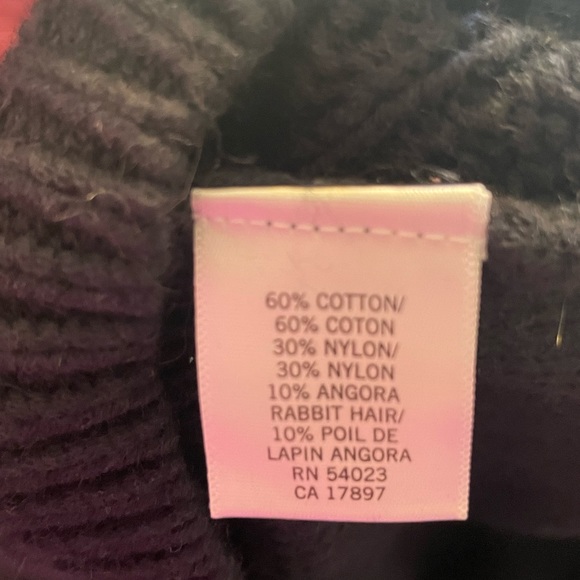 60% COTTON/
60% COTON
30% NYLON/
30% NYLON
10% ANGORA
RABBIT HAIR/
10% POIL DE
LAPIN ANGORA
RN 54023
CA 17897